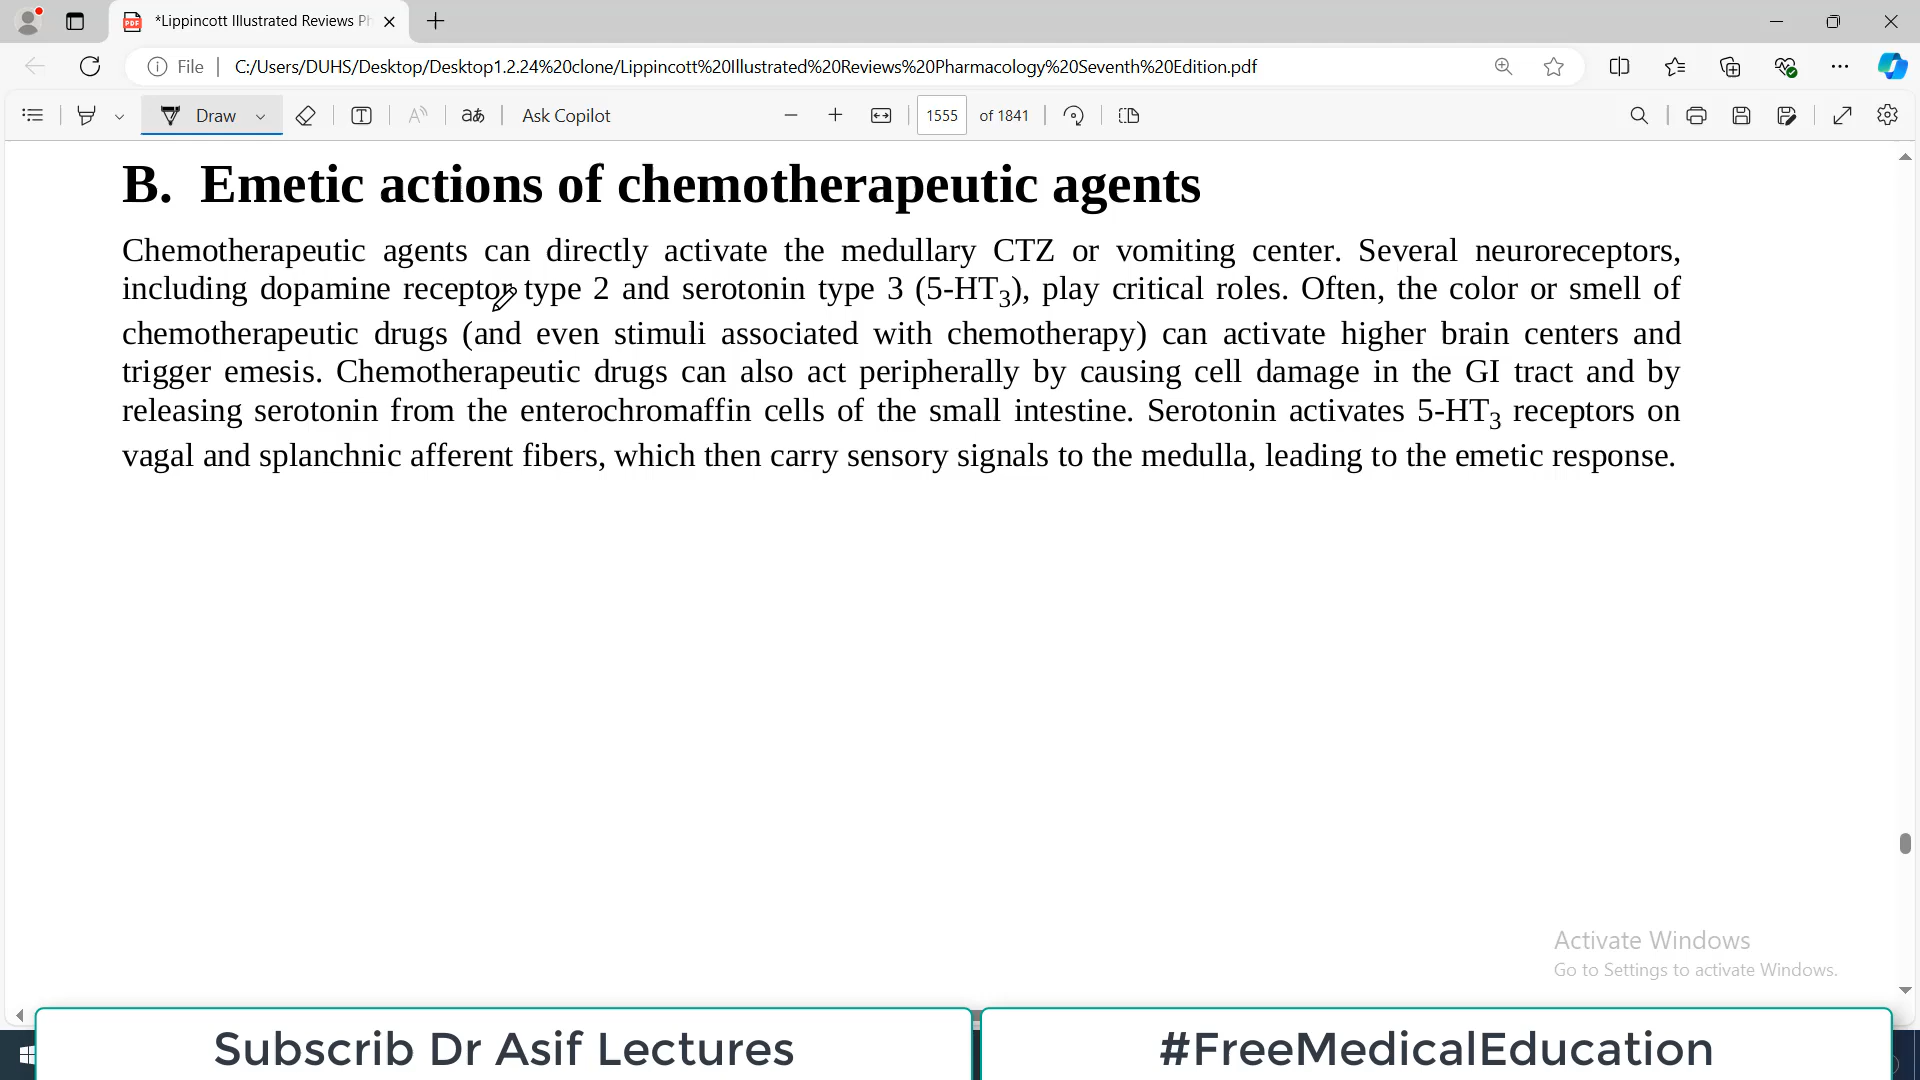 *Lippincott Illustrated Reviews Ph
File
C:/Users/DUHS/Desktop/Desktop1.2.24%20clone/Lippincott%20Illustrated%20Reviews%20Pharmacology%20Seventh%20Edition.pdf
Draw
Ask Copilot
1555 of 1841
B. Emetic actions of chemotherapeutic agents
Chemotherapeutic agents can directly activate the medullary CTZ or vomiting center. Several neuroreceptors,
including dopamine receptor type 2 and serotonin type 3 (5-HT₃), play critical roles. Often, the color or smell of
chemotherapeutic drugs (and even stimuli associated with chemotherapy) can activate higher brain centers and
trigger emesis. Chemotherapeutic drugs can also act peripherally by causing cell damage in the GI tract and by
releasing serotonin from the enterochromaffin cells of the small intestine. Serotonin activates 5-HT₃ receptors on
vagal and splanchnic afferent fibers, which then carry sensory signals to the medulla, leading to the emetic response.
Activate Windows
Go to Settings to activate Windows.
Subscrib Dr Asif Lectures
#FreeMedicalEducation